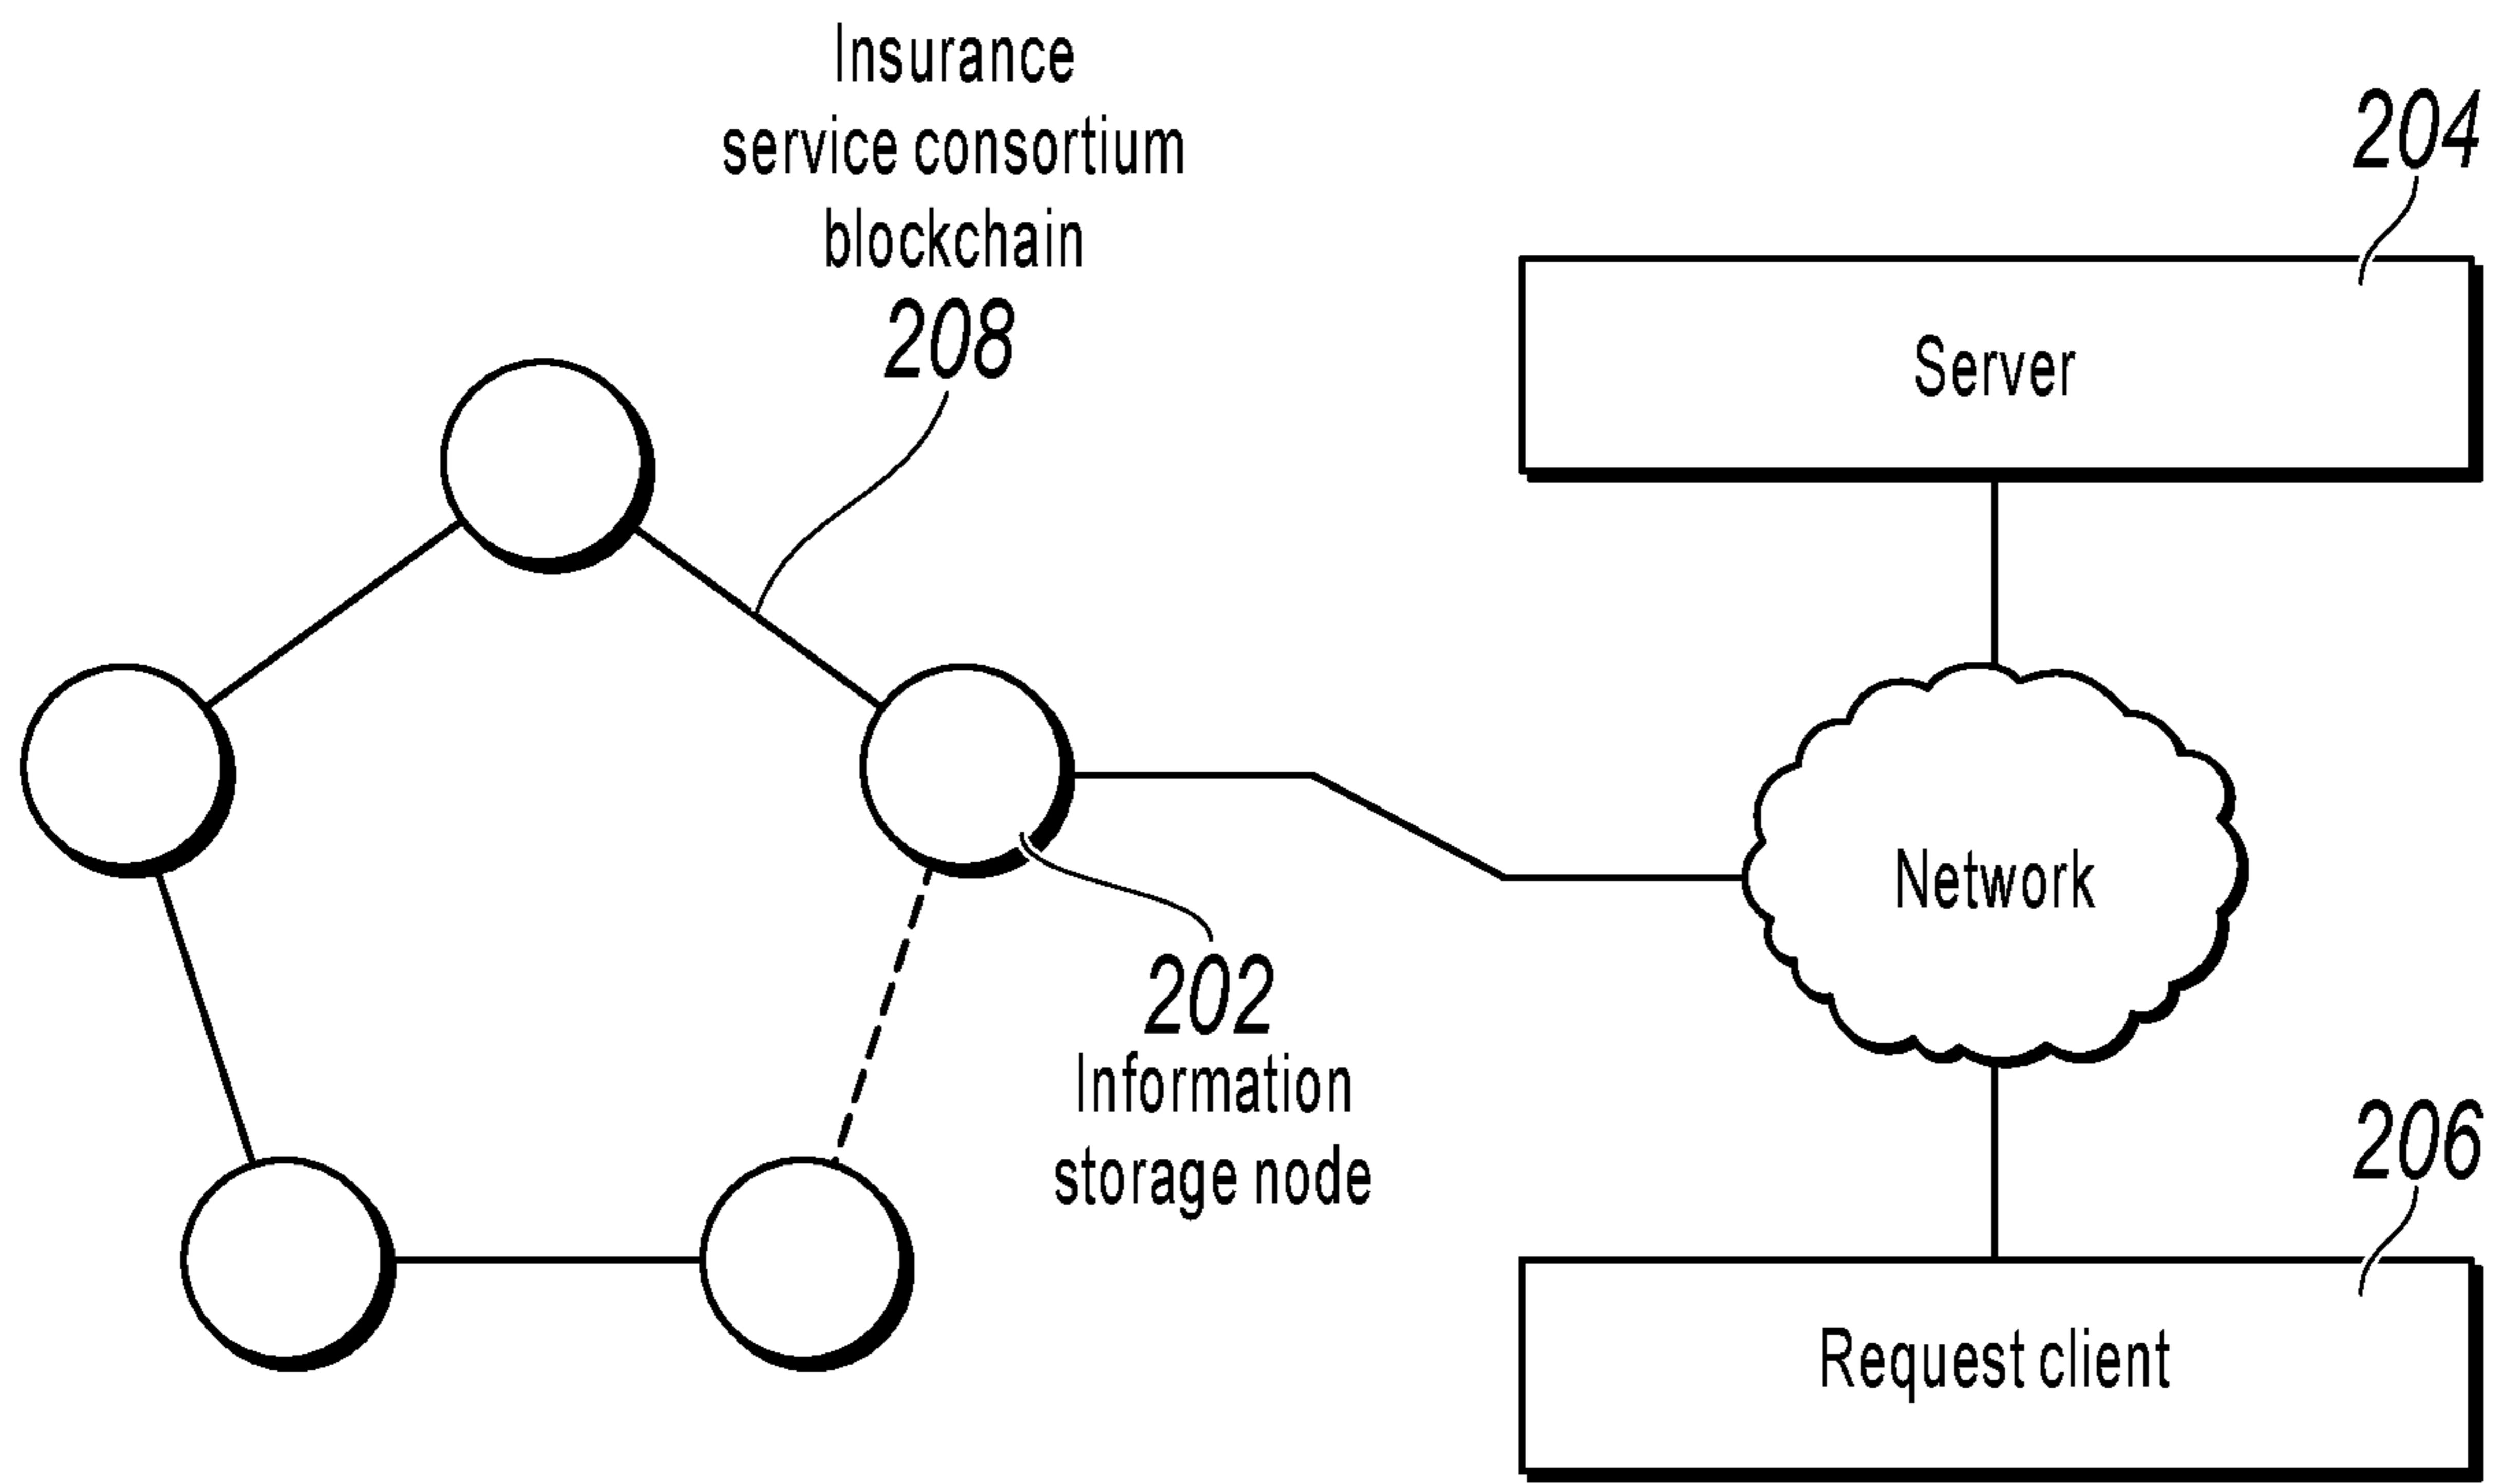 Insurance
service consortium
blockchain
208
204
Server
Network
202
Information
storage node
206
Request client